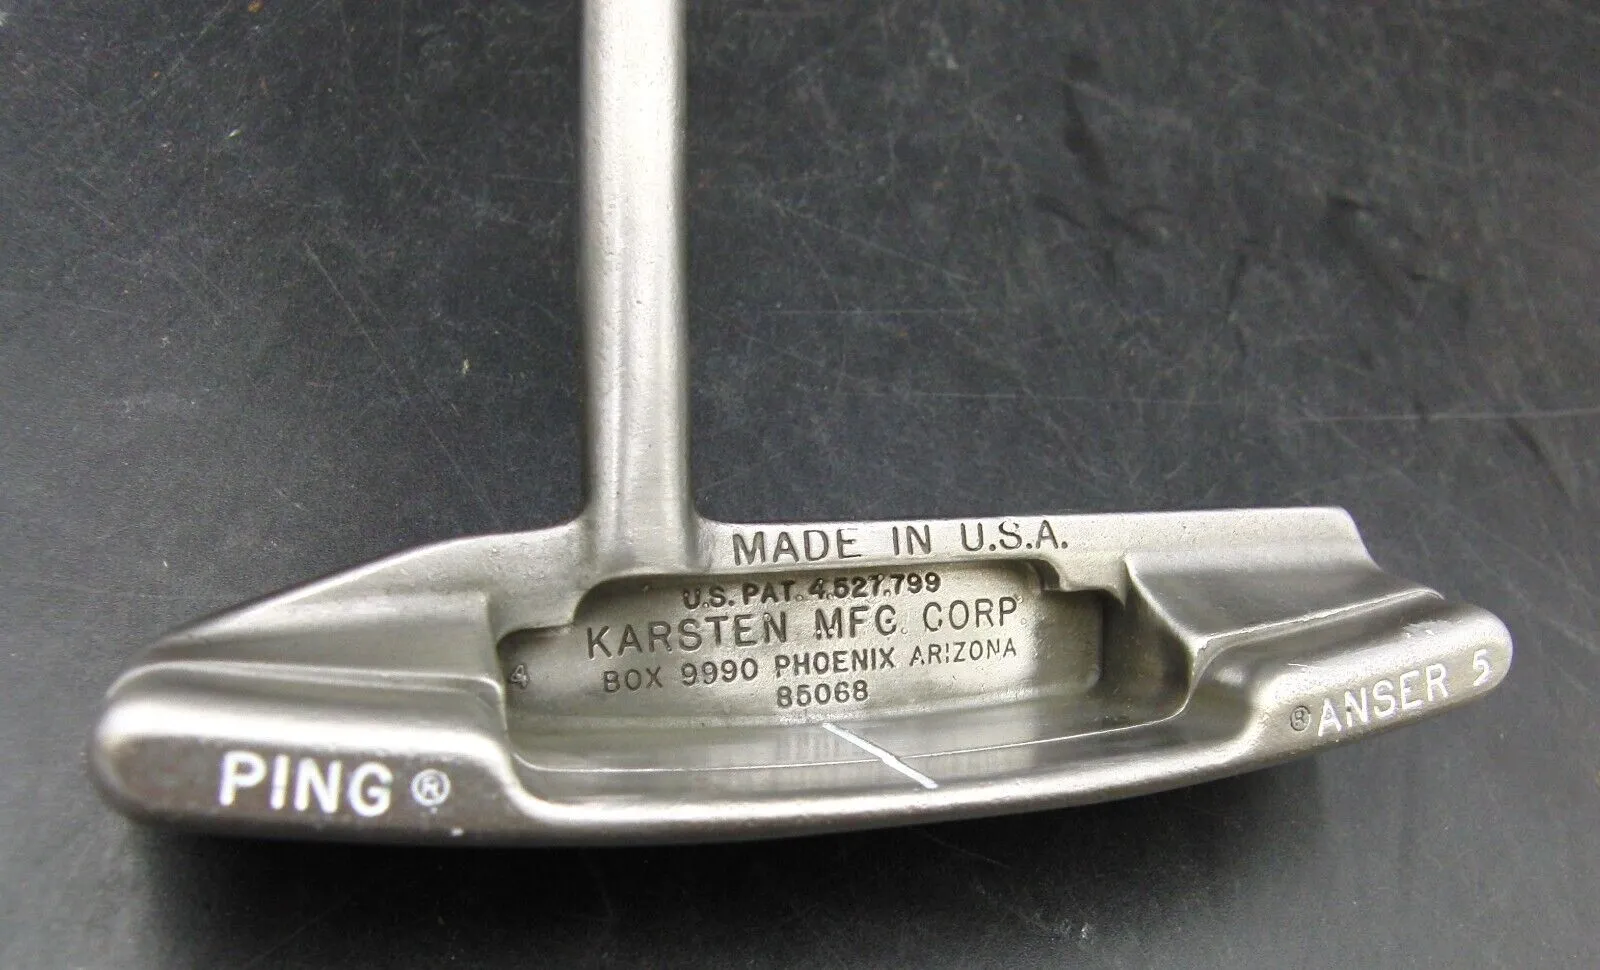 MADE IN U.S.A.
U.S. PAT. 4,527,799
KARSTEN MFG. CORP.
BOX 9990 PHOENIX ARIZONA
85068
4
PING ®
® ANSER 5